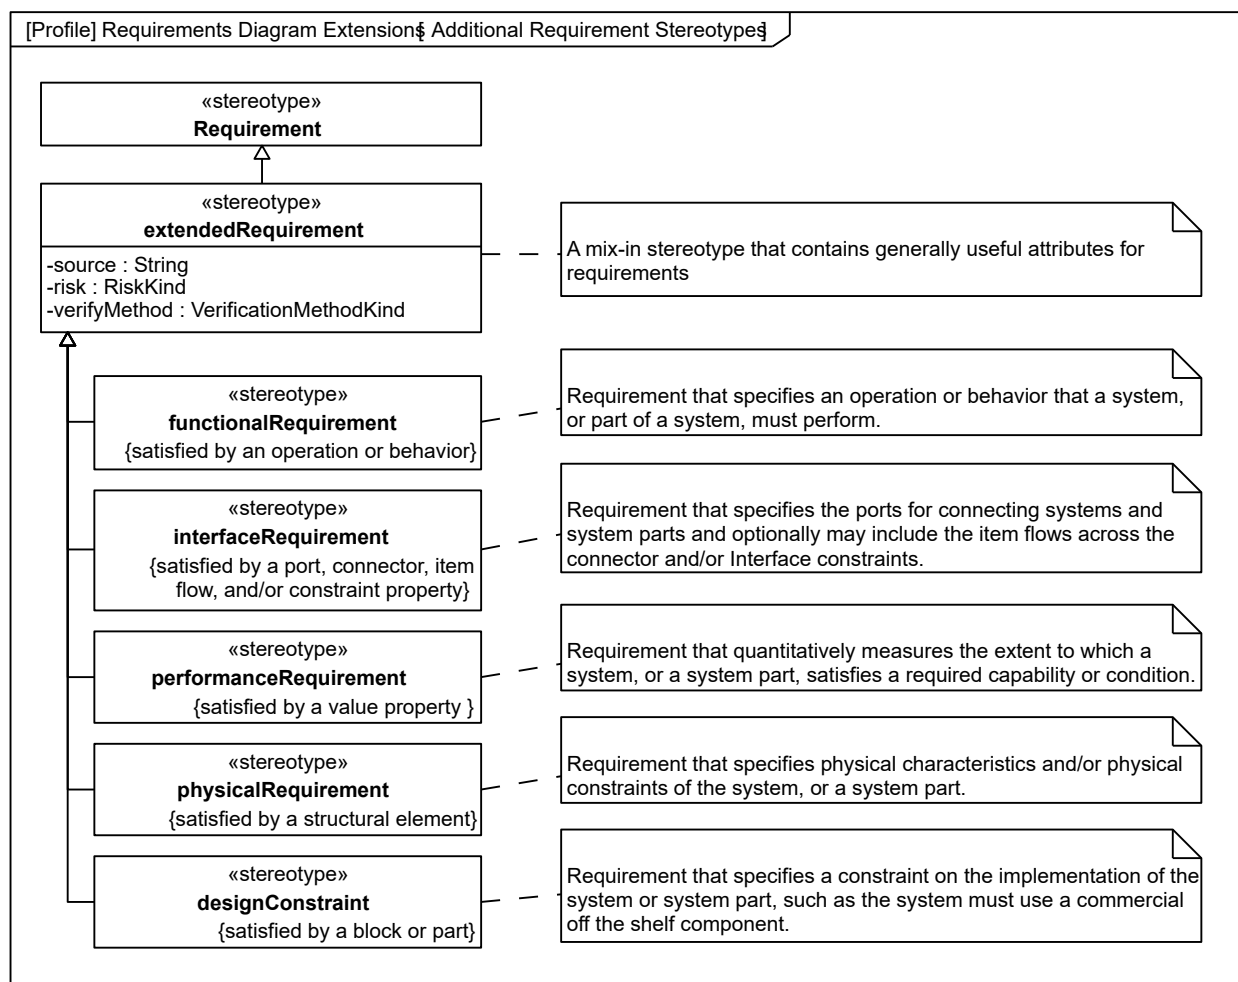 [Profile] Requirements Diagram Extensions[ Additional Requirement Stereotypes]
«stereotype»
Requirement
«stereotype»
extendedRequirement
-source : String
-risk : RiskKind
-verifyMethod : VerificationMethodKind
A mix-in stereotype that contains generally useful attributes for
requirements
«stereotype»
functionalRequirement
{satisfied by an operation or behavior}
Requirement that specifies an operation or behavior that a system,
or part of a system, must perform.
«stereotype»
interfaceRequirement
{satisfied by a port, connector, item
flow, and/or constraint property}
Requirement that specifies the ports for connecting systems and
system parts and optionally may include the item flows across the
connector and/or Interface constraints.
«stereotype»
performanceRequirement
{satisfied by a value property }
Requirement that quantitatively measures the extent to which a
system, or a system part, satisfies a required capability or condition.
«stereotype»
physicalRequirement
{satisfied by a structural element}
Requirement that specifies physical characteristics and/or physical
constraints of the system, or a system part.
«stereotype»
designConstraint
{satisfied by a block or part}
Requirement that specifies a constraint on the implementation of the
system or system part, such as the system must use a commercial
off the shelf component.